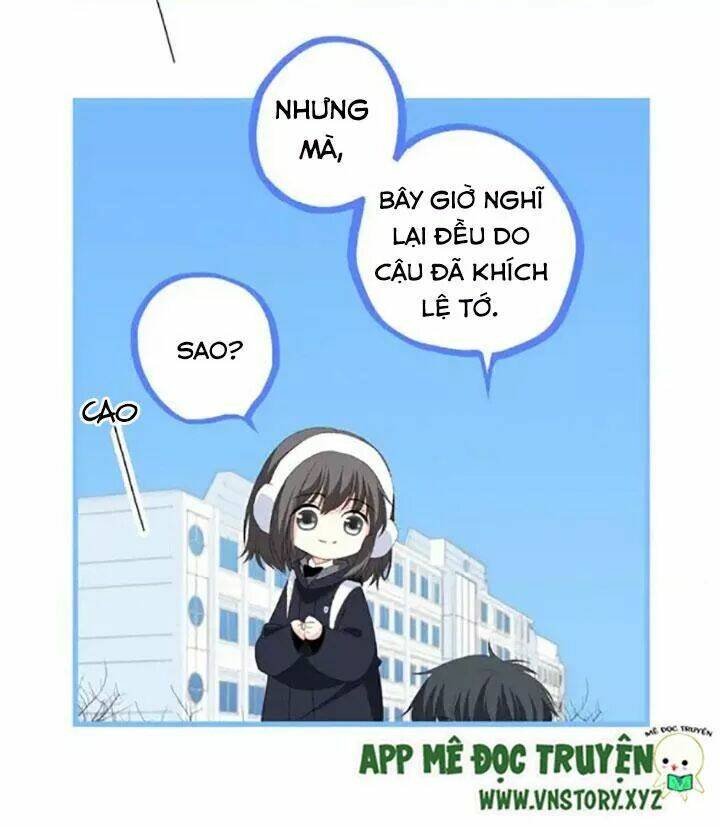 NHƯNG
MÀ,
BÂY GIỜ NGHĨ
LẠI ĐỀU DO
CẬU ĐÃ KHÍCH
LỆ TỚ.
SAO?
CAO
MÊ ĐỌC TRUYỆN
APP MÊ ĐỌC TRUYỆN
WWW.VNSTORY.XYZ